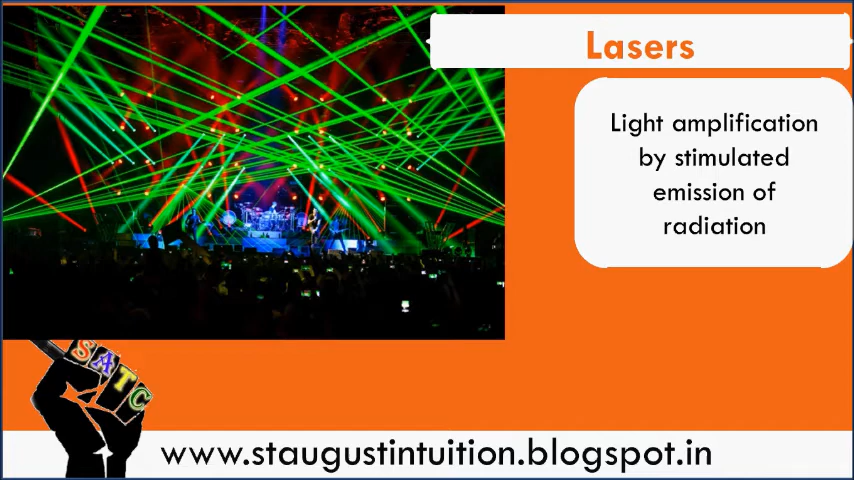 Lasers
Light amplification
by stimulated
emission of
radiation
SATC
www.staugustintuition.blogspot.in